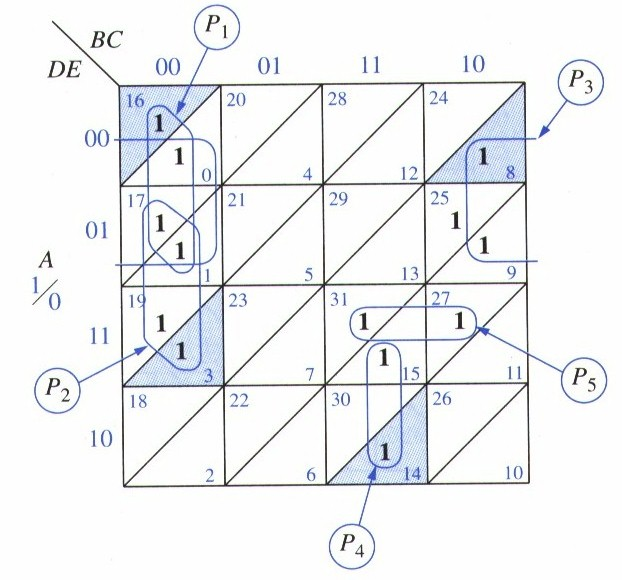 P1
BC
DE 00 01 11 10
P3
16 20 28 24
1
00 1 1
0 4 12 8
17 21 29 25
01 1 1
1 1
A 1 5 13 9
1/0
19 23 31 27
1 1 1
11 1 1
3 7 15 11
P2 P5
18 22 30 26
10 1
2 6 14 10
P4